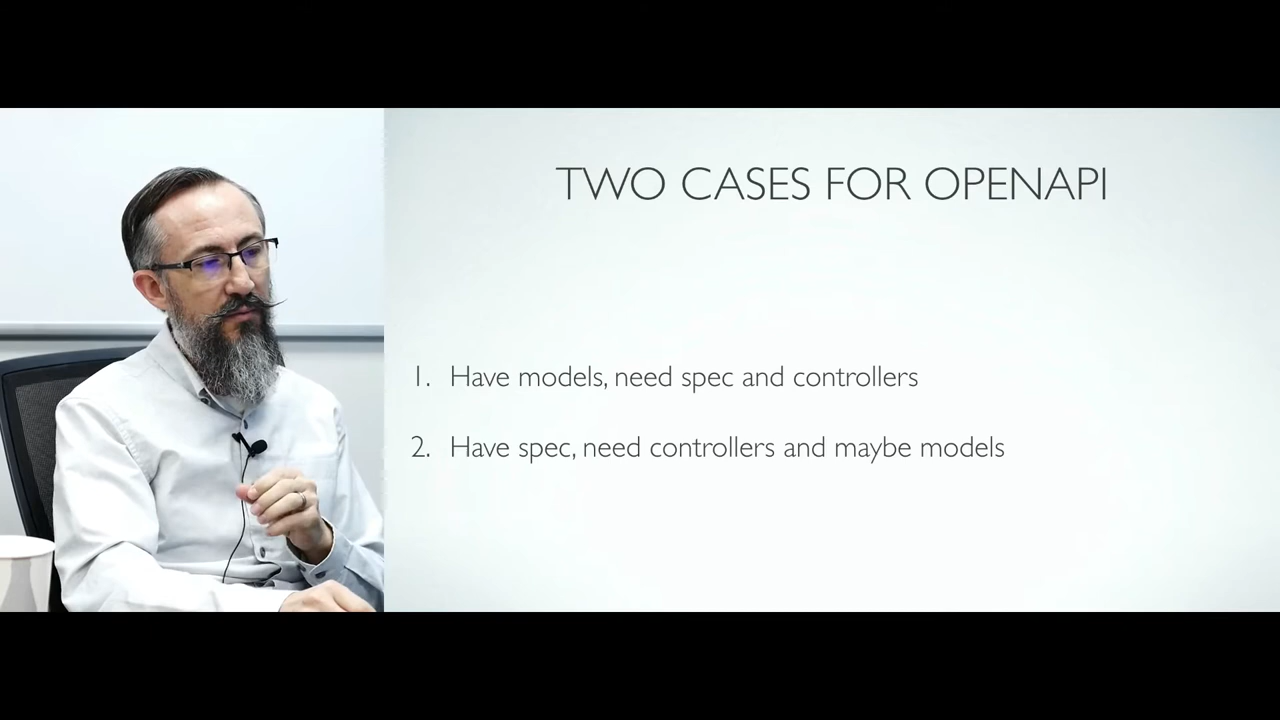 TWO CASES FOR OPENAPI
1. Have models, need spec and controllers
2. Have spec, need controllers and maybe models